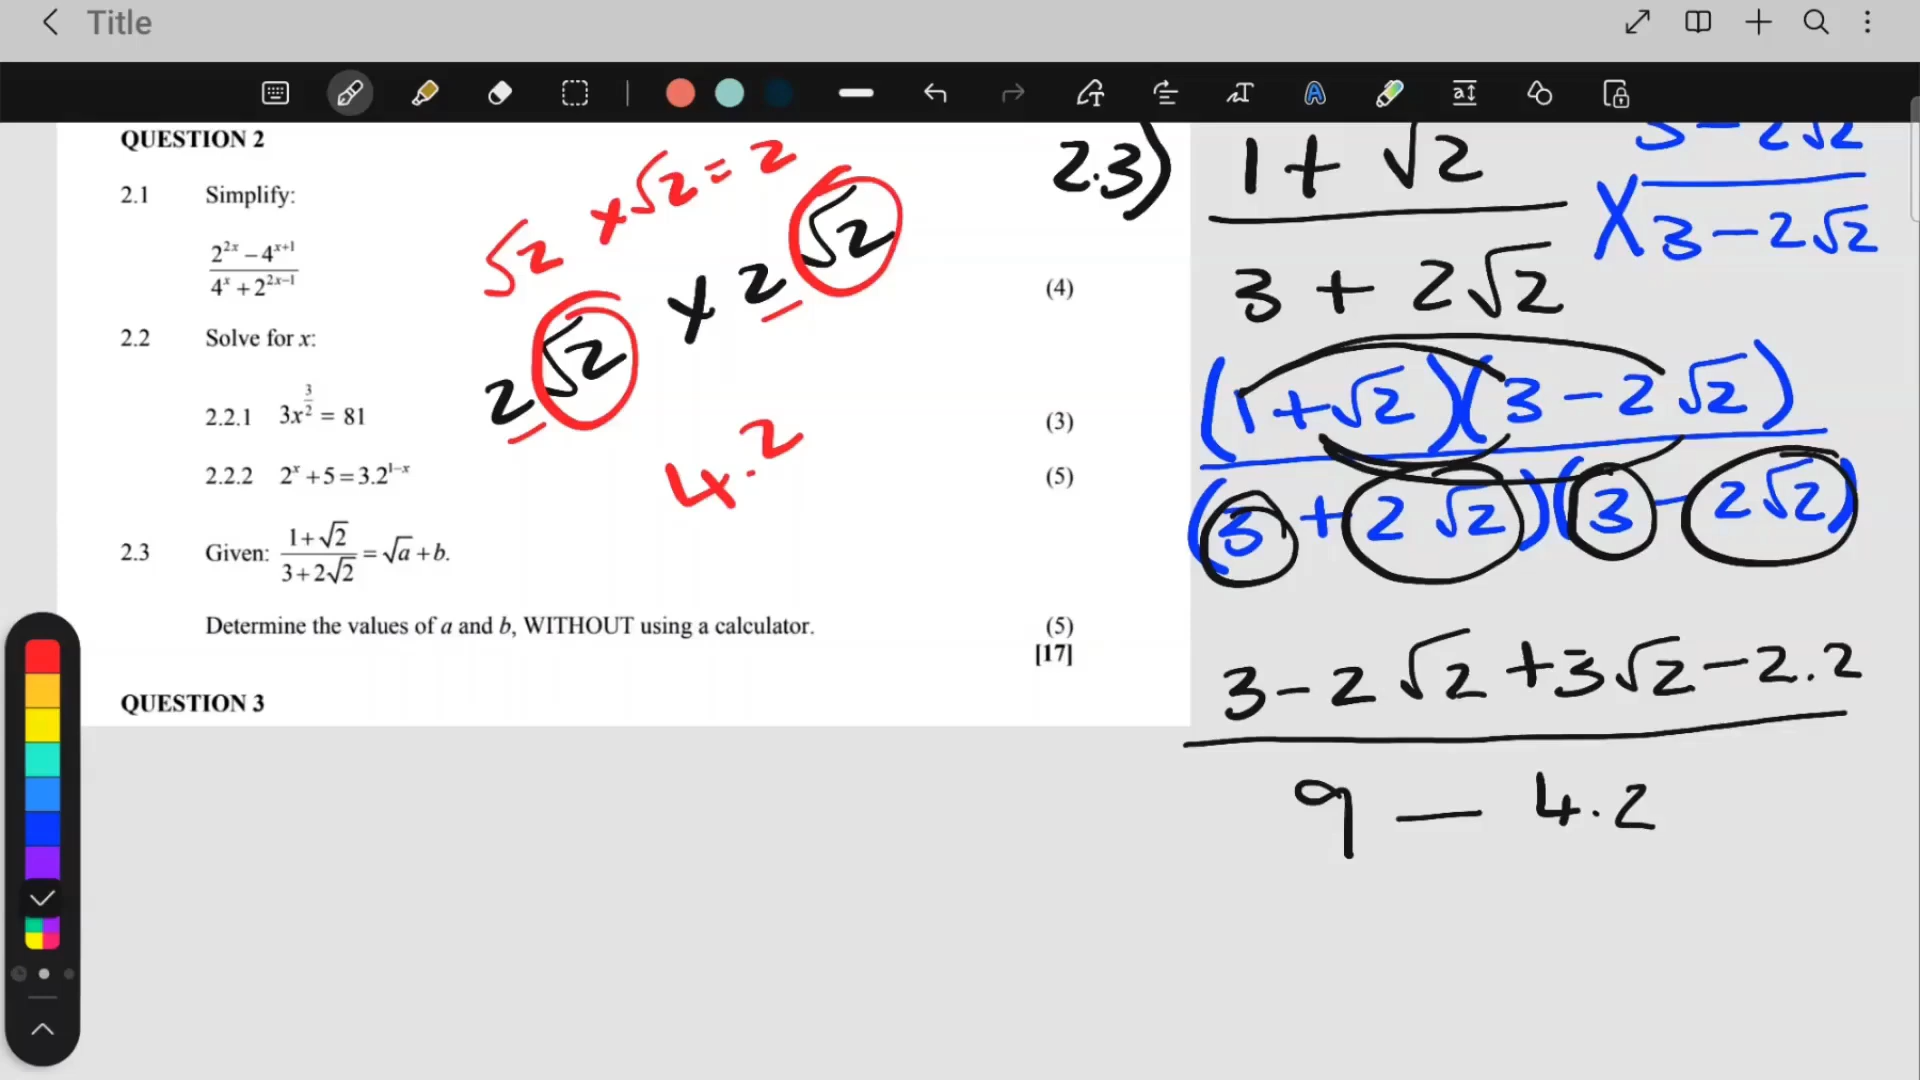 Title
QUESTION 2
2.1 Simplify:
2^{2x} − 4^{x+1}
4^x + 2^{2x−1}
(4)
2.2 Solve for x:
2.2.1 3x^{3/2} = 81 (3)
2.2.2 2^x + 5 = 3.2^{1−x} (5)
2.3 Given: (1+√2)/(3+2√2) = √a + b.
Determine the values of a and b, WITHOUT using a calculator. (5)
[17]
QUESTION 3
√2 × √2 = 2
2√2 × 2√2
4.2
2.3)
1 + √2
3 + 2√2
× 3 − 2√2
3 − 2√2
(1+√2)(3 − 2√2)
(3 + 2√2)(3 − 2√2)
3 − 2√2 + 3√2 − 2.2
9 — 4.2